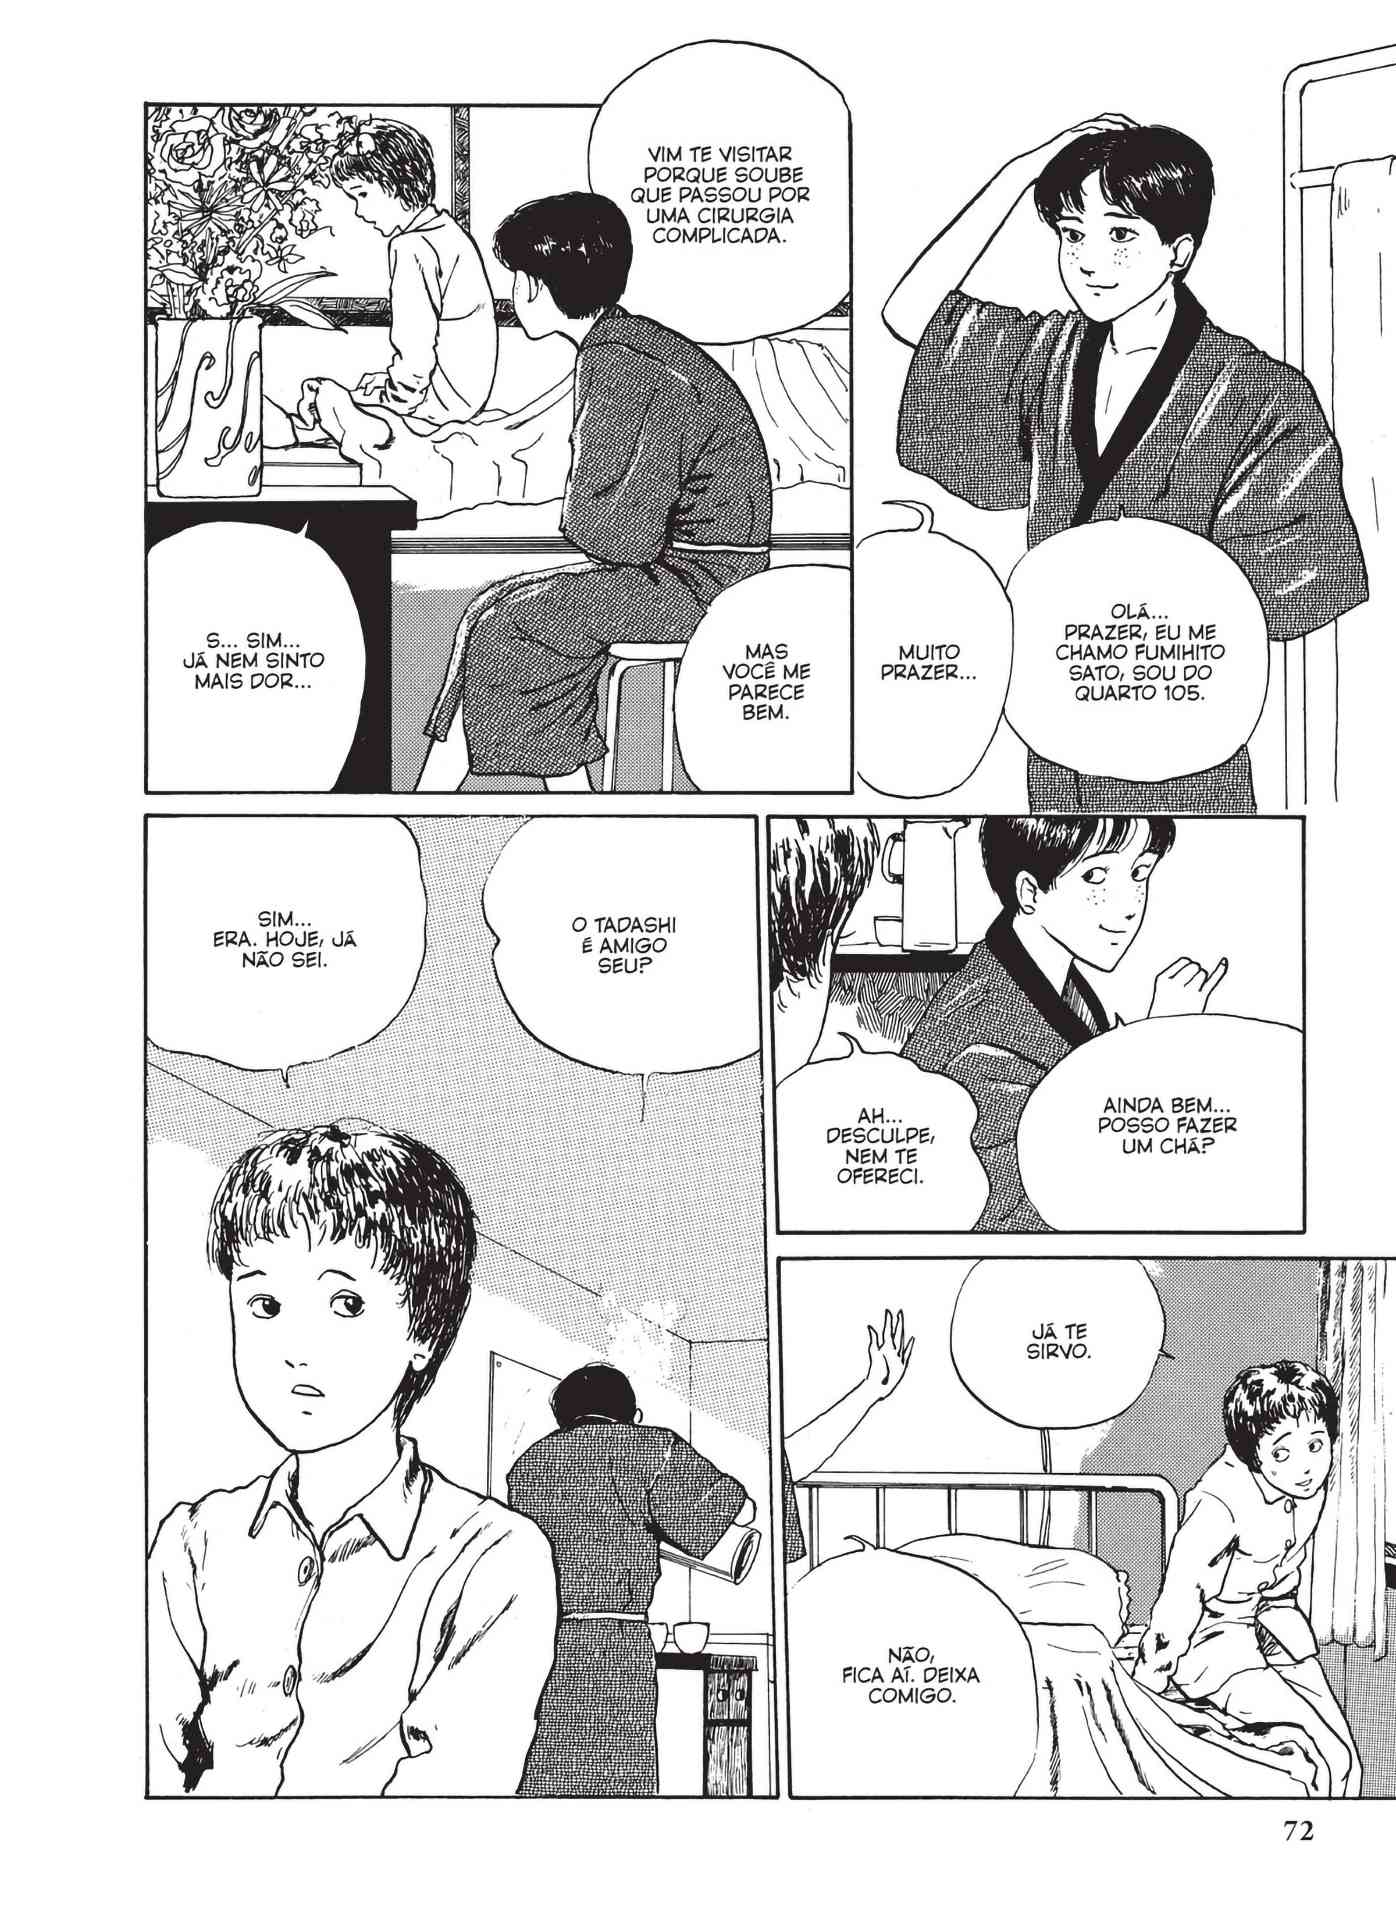 OLÁ...
PRAZER, EU ME
CHAMO FUMIHITO
SATO, SOU DO
QUARTO 105.
MUITO
PRAZER...
VIM TE VISITAR
PORQUE SOUBE
QUE PASSOU POR
UMA CIRURGIA
COMPLICADA.
MAS
VOCÊ ME
PARECE
BEM.
S... SIM...
JÁ NEM SINTO
MAIS DOR...
AINDA BEM...
POSSO FAZER
UM CHÁ?
AH...
DESCULPE,
NEM TE
OFERECI.
JÁ TE
SIRVO.
NÃO,
FICA AÍ. DEIXA
COMIGO.
O TADASHI
É AMIGO
SEU?
SIM...
ERA. HOJE, JÁ
NÃO SEI.
72